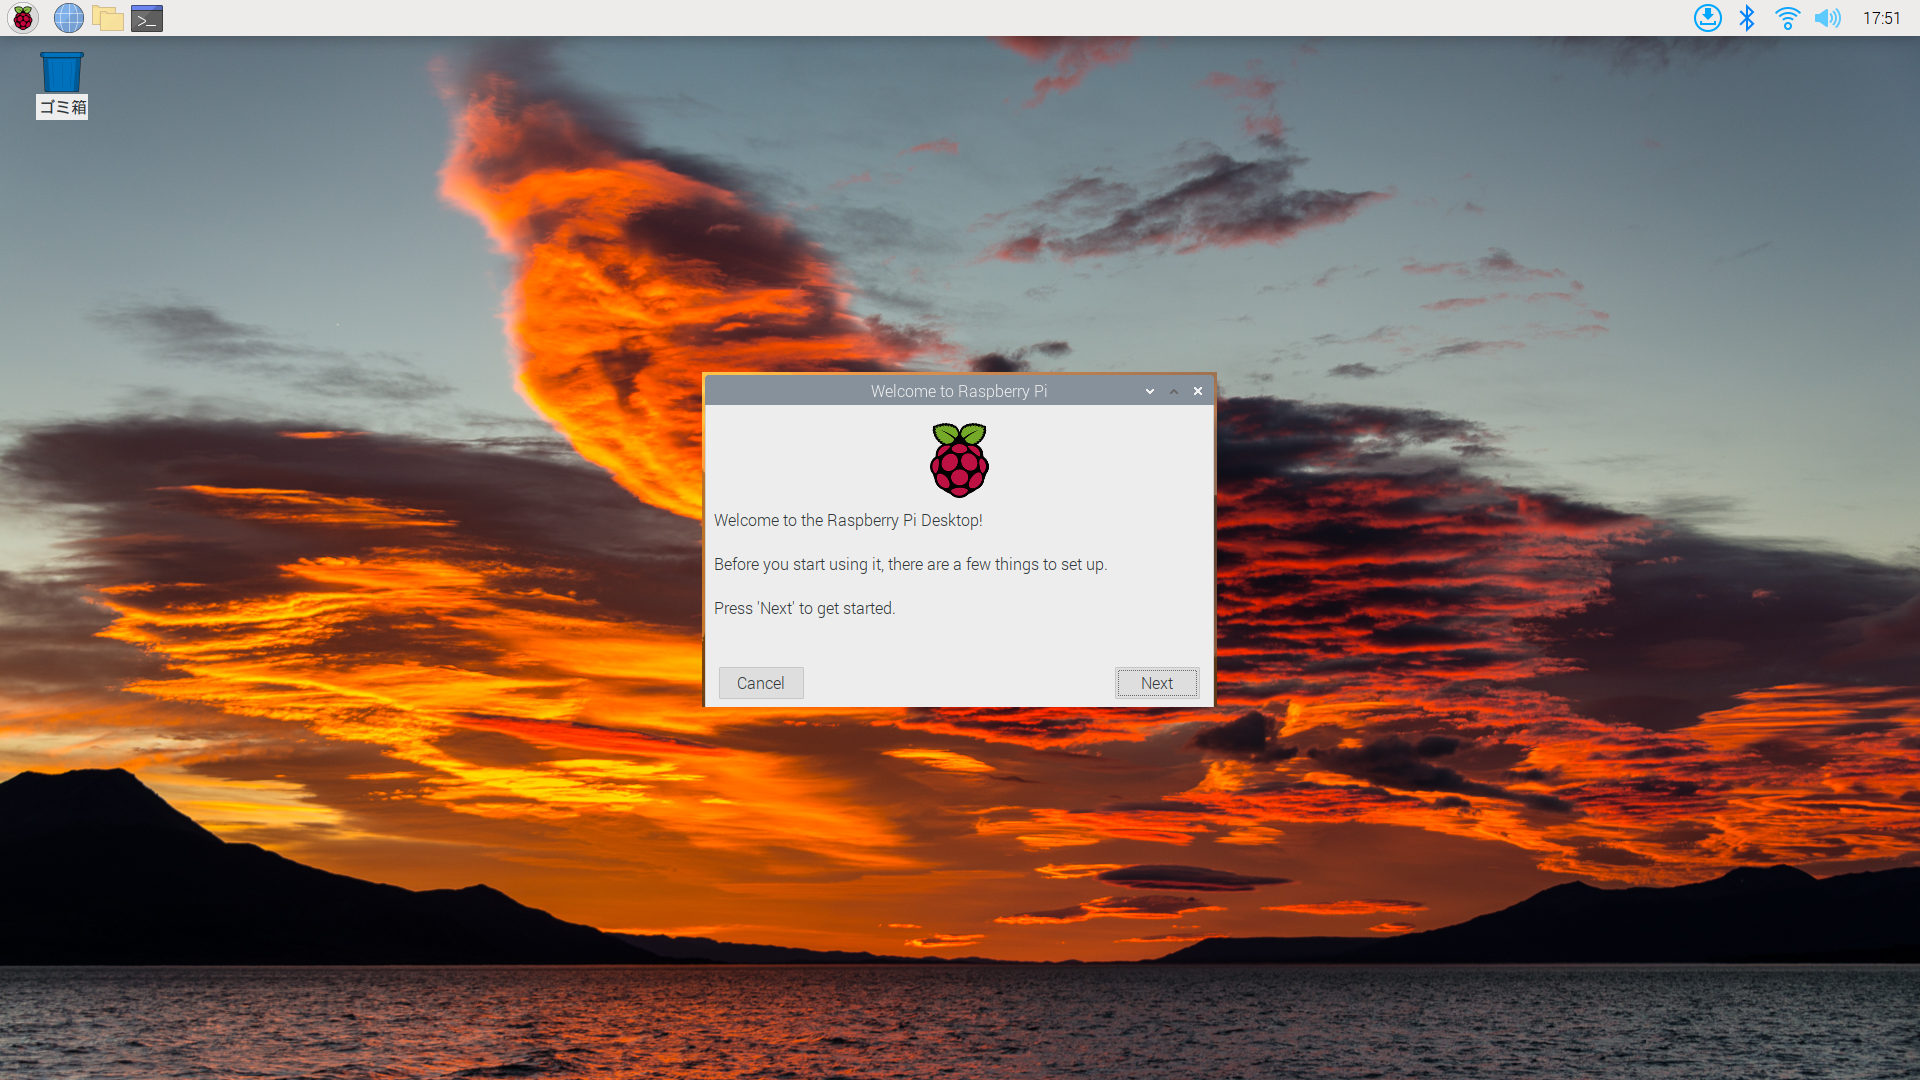 17:51
ゴミ箱
Welcome to Raspberry Pi
Welcome to the Raspberry Pi Desktop!
Before you start using it, there are a few things to set up.
Press 'Next' to get started.
Cancel
Next